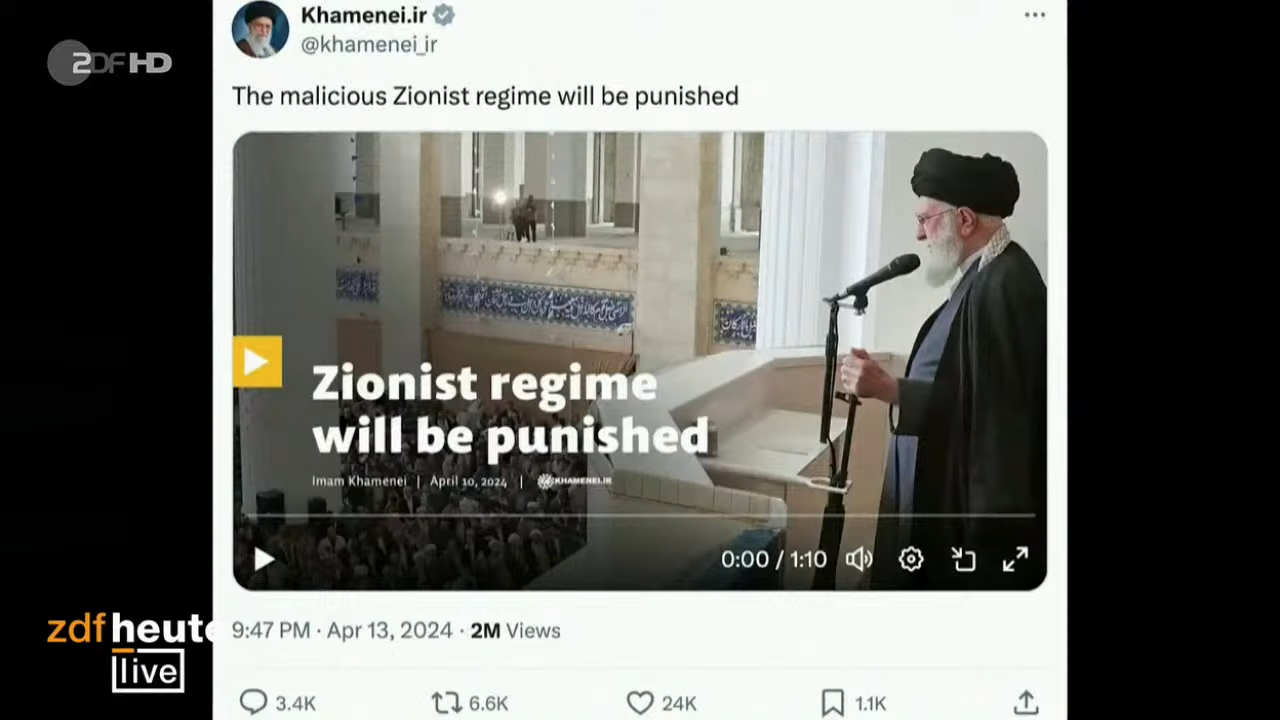 Khamenei.ir
@khamenei_ir
ZDF HD
The malicious Zionist regime will be punished
Zionist regime
will be punished
Imam Khamenei | April 10, 2024 | KHAMENEI.IR
0:00 / 1:10
zdf heute
live
9:47 PM · Apr 13, 2024 · 2M Views
3.4K 6.6K 24K 1.1K